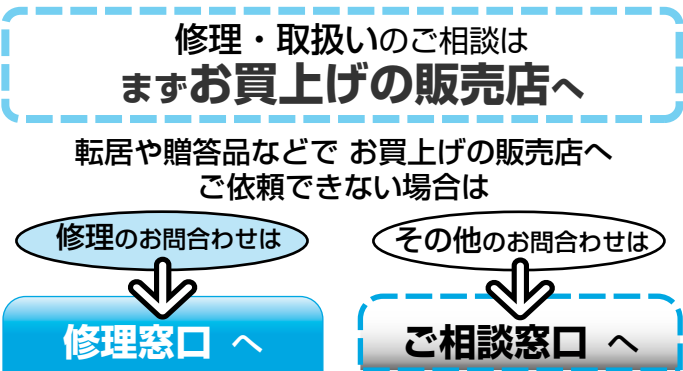 修理・取扱いのご相談は
まずお買上げの販売店へ
転居や贈答品などで お買上げの販売店へ
ご依頼できない場合は
修理のお問合わせは
その他のお問合わせは
修理窓口 へ
ご相談窓口 へ